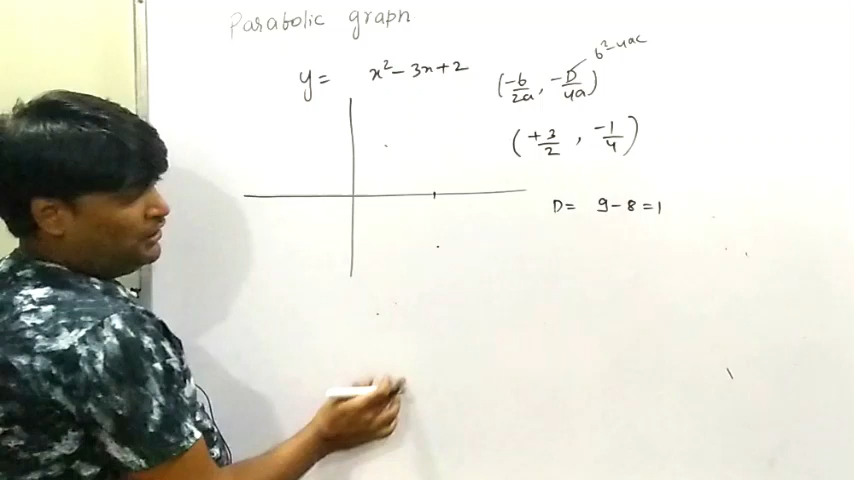 Parabolic graph
y = x² - 3x + 2
(-b/2a, -D/4a)
b² - 4ac
(+3/2, -1/4)
D = 9 - 8 = 1